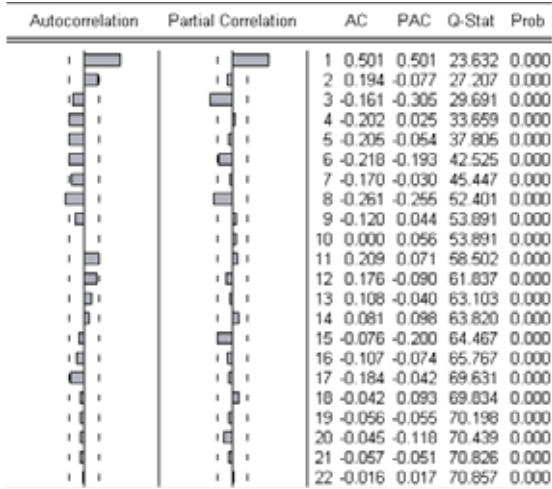 Autocorrelation Partial Correlation AC PAC Q-Stat Prob
1 0.501 0.501 23.632 0.000
2 0.194 -0.077 27.207 0.000
3 -0.161 -0.305 29.691 0.000
4 -0.202 0.025 33.659 0.000
5 -0.205 -0.054 37.805 0.000
6 -0.218 -0.193 42.525 0.000
7 -0.170 -0.030 45.447 0.000
8 -0.261 -0.255 52.401 0.000
9 -0.120 0.044 53.891 0.000
10 0.000 0.056 53.891 0.000
11 0.209 0.071 58.502 0.000
12 0.176 -0.090 61.837 0.000
13 0.108 -0.040 63.103 0.000
14 0.081 0.098 63.820 0.000
15 -0.076 -0.200 64.467 0.000
16 -0.107 -0.074 65.767 0.000
17 -0.184 -0.042 69.631 0.000
18 -0.042 0.093 69.834 0.000
19 -0.056 -0.055 70.198 0.000
20 -0.045 -0.118 70.439 0.000
21 -0.057 -0.051 70.826 0.000
22 -0.016 0.017 70.857 0.000